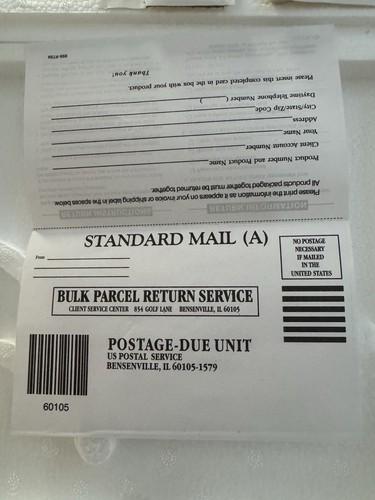 RETURN INSTRUCTIONS RETURN INFORMATION
Please print the information as it appears on your invoice or shipping label in the spaces below.
All products packaged together must be returned together.
Product Number and Product Name
Client Account Number
Your Name
Address
City/State/Zip Code
Daytime Telephone Number ( )
Please insert this completed card in the box with your product.
Thank you!
STANDARD MAIL (A)
From
NO POSTAGE
NECESSARY
IF MAILED
IN THE
UNITED STATES
BULK PARCEL RETURN SERVICE
CLIENT SERVICE CENTER 854 GOLF LANE BENSENVILLE, IL 60105
POSTAGE-DUE UNIT
US POSTAL SERVICE
BENSENVILLE, IL 60105-1579
60105